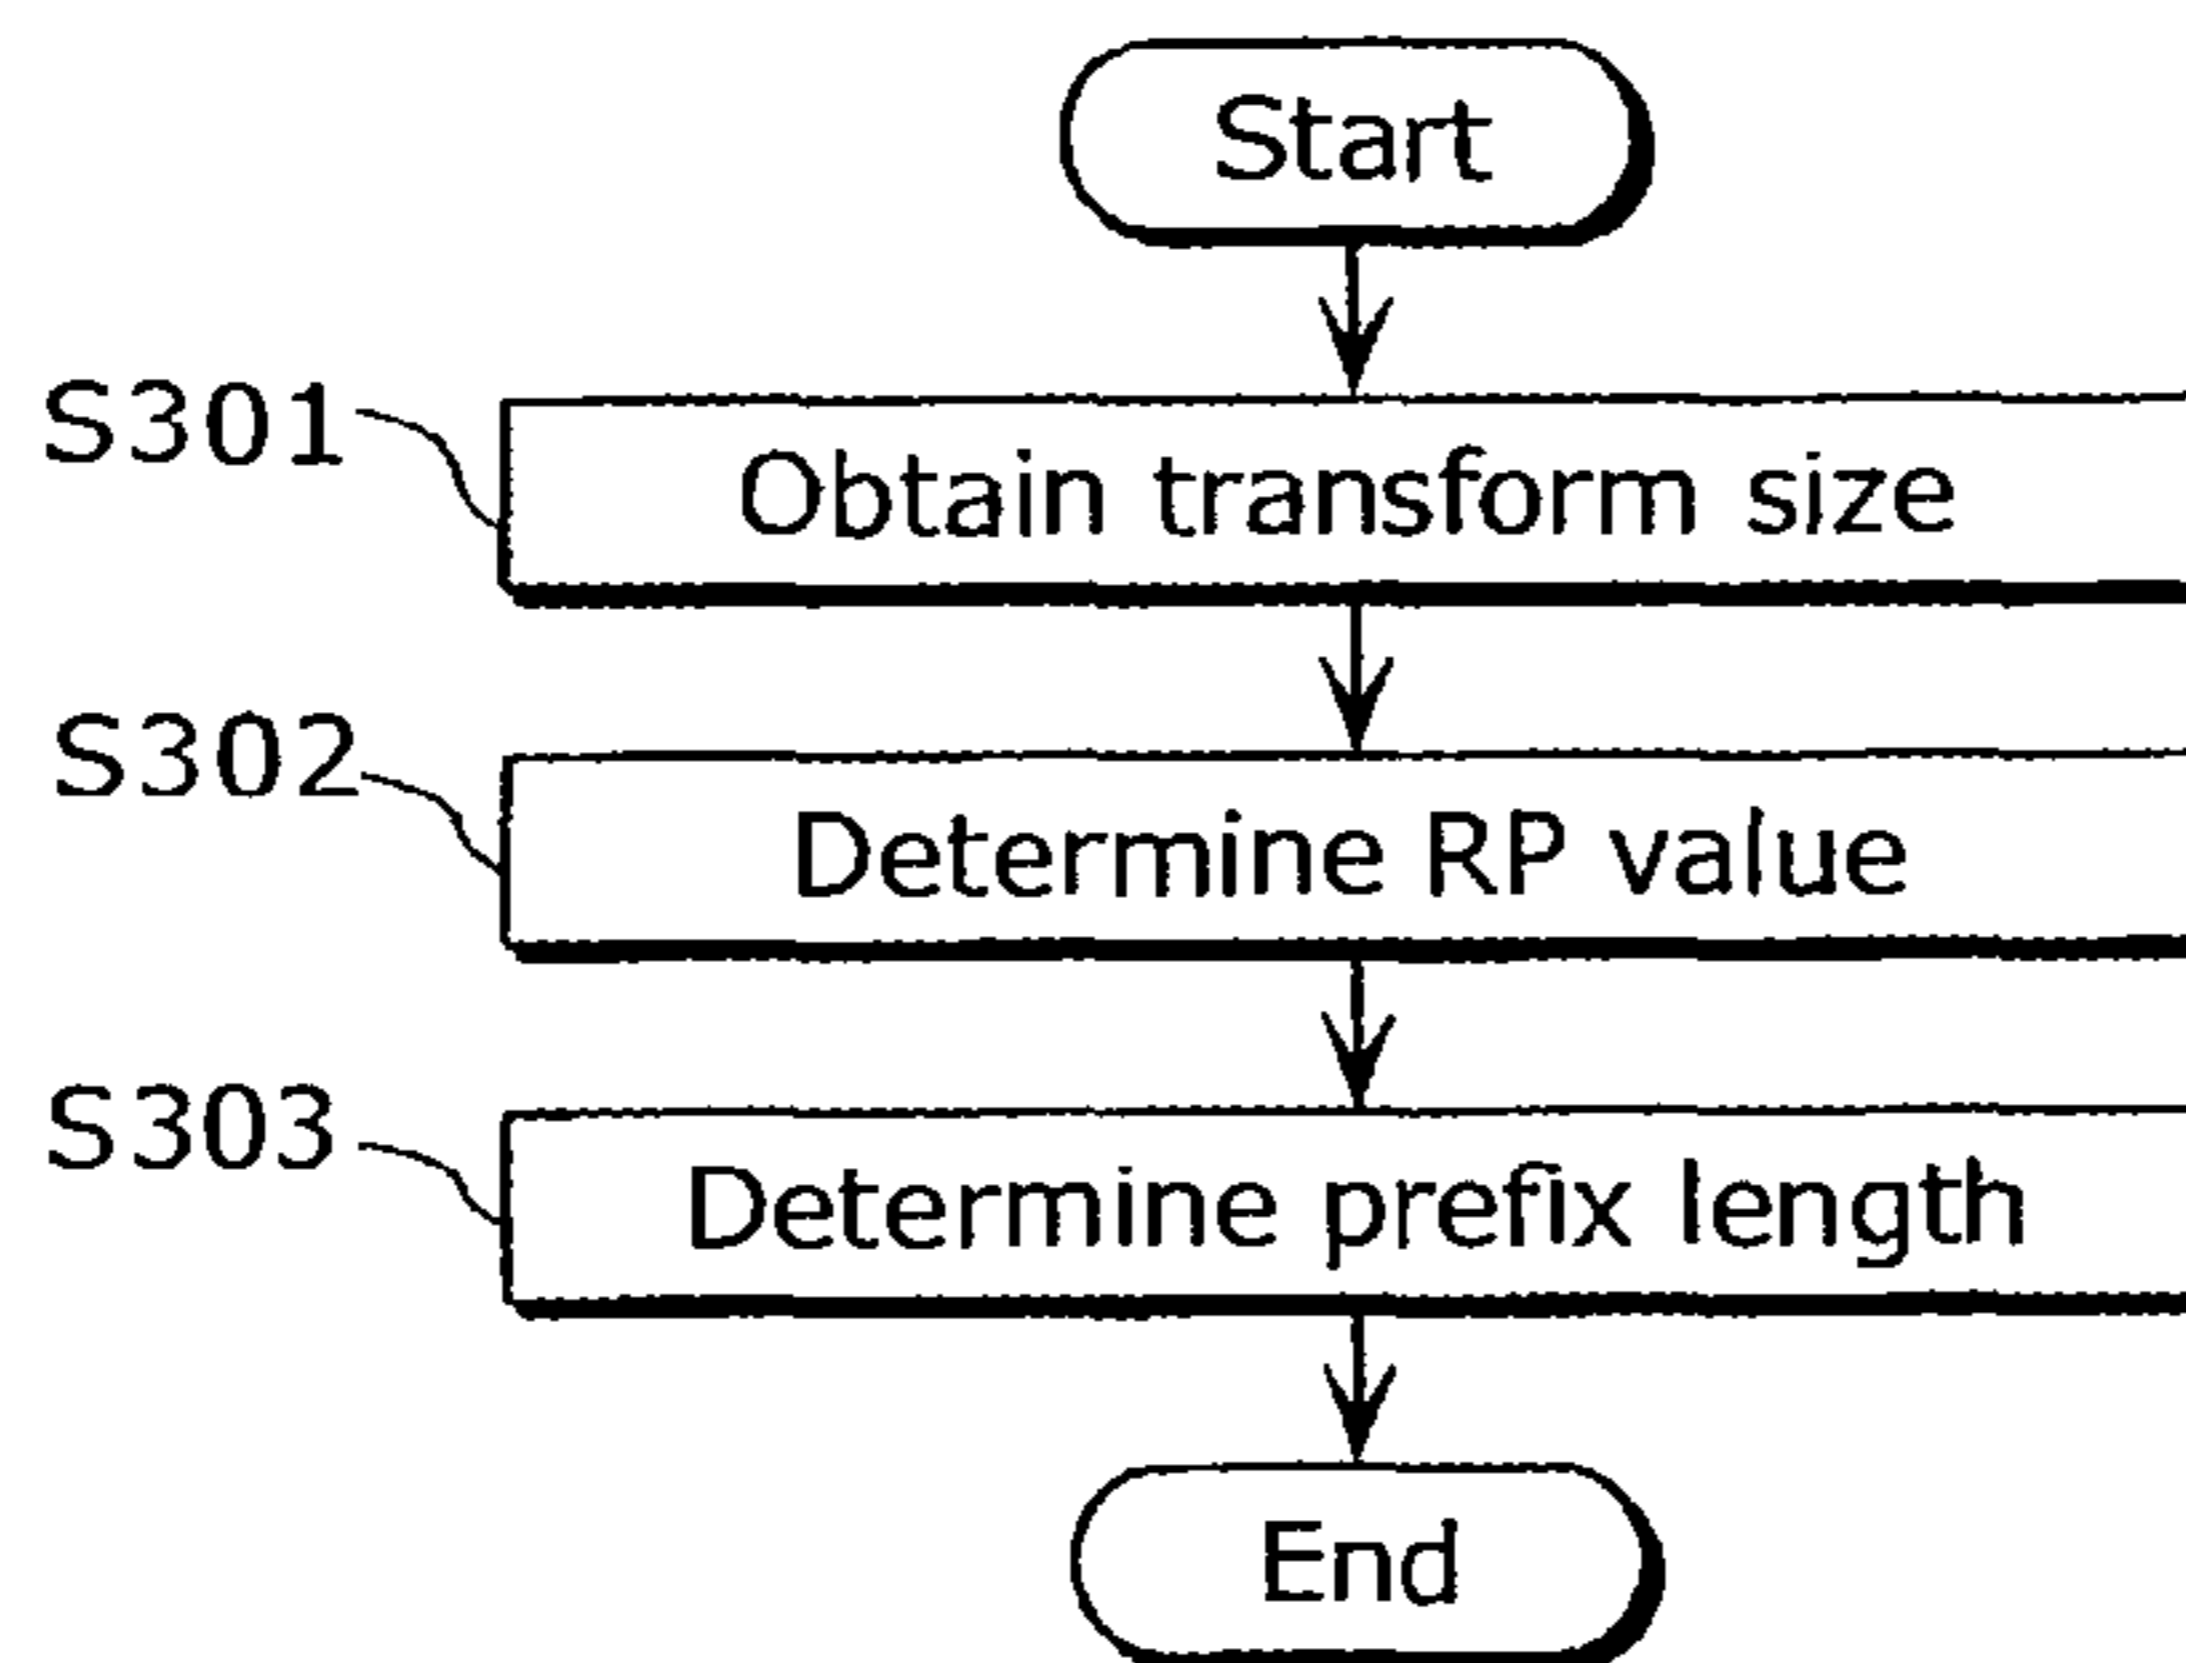 Start
S301
Obtain transform size
S302
Determine RP value
S303
Determine prefix length
End